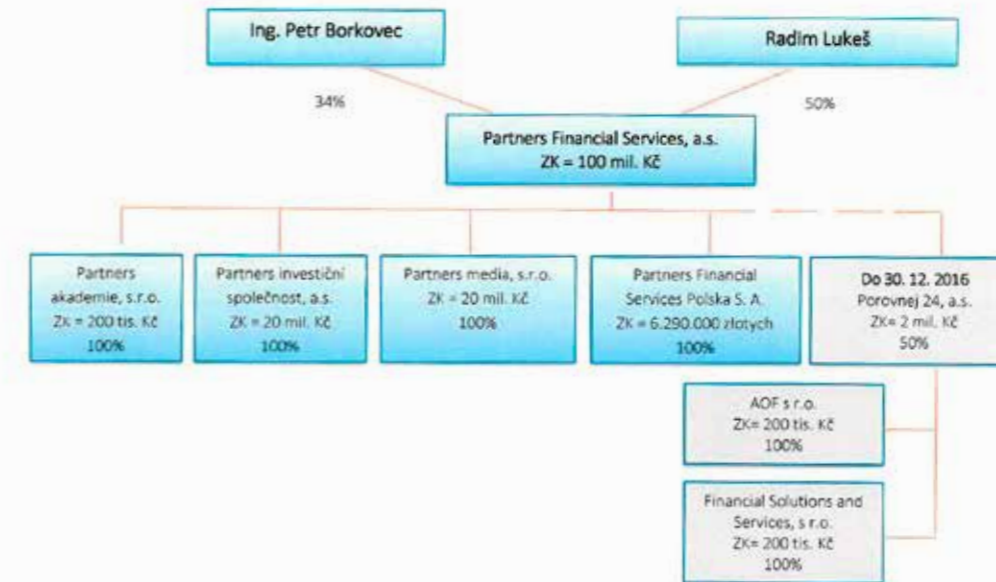 Ing. Petr Borkovec
Radim Lukeš
34%
50%
Partners Financial Services, a.s.
ZK = 100 mil. Kč
Partners
akademie, s.r.o.
ZK = 200 tis. Kč
100%
Partners investiční
společnost, a.s.
ZK = 20 mil. Kč
100%
Partners media, s.r.o.
ZK = 20 mil. Kč
100%
Partners Financial
Services Polska S. A.
ZK = 6.290.000 zlotych
100%
Do 30. 12. 2016
Porovnej 24, a.s.
ZK= 2 mil. Kč
50%
AOF s r.o.
ZK= 200 tis. Kč
100%
Financial Solutions and
Services, s r.o.
ZK= 200 tis. Kč
100%